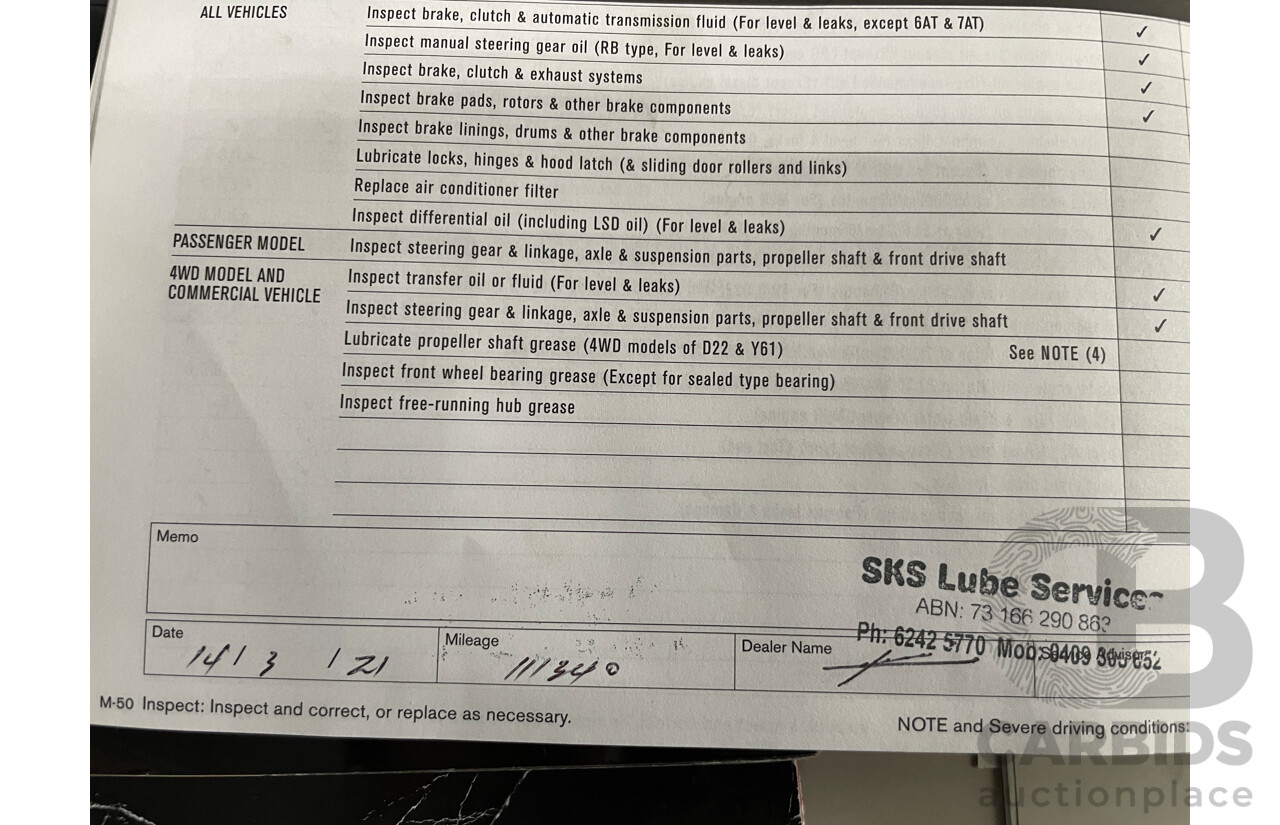 ALL VEHICLES
Inspect brake, clutch & automatic transmission fluid (For level & leaks, except 6AT & 7AT) ✓
Inspect manual steering gear oil (RB type, For level & leaks) ✓
Inspect brake, clutch & exhaust systems ✓
Inspect brake pads, rotors & other brake components ✓
Inspect brake linings, drums & other brake components
Lubricate locks, hinges & hood latch (& sliding door rollers and links)
Replace air conditioner filter
Inspect differential oil (including LSD oil) (For level & leaks) ✓
PASSENGER MODEL Inspect steering gear & linkage, axle & suspension parts, propeller shaft & front drive shaft
4WD MODEL AND
COMMERCIAL VEHICLE
Inspect transfer oil or fluid (For level & leaks) ✓
Inspect steering gear & linkage, axle & suspension parts, propeller shaft & front drive shaft ✓
Lubricate propeller shaft grease (4WD models of D22 & Y61) See NOTE (4)
Inspect front wheel bearing grease (Except for sealed type bearing)
Inspect free-running hub grease
Memo
SKS Lube Service
ABN: 73 166 290 86
Ph: 6242 5770 Mob: 0409
Date 14/3/21
Mileage 111340
Dealer Name
M-50 Inspect: Inspect and correct, or replace as necessary.
NOTE and Severe driving conditions:
CARBIDS
auctionplace